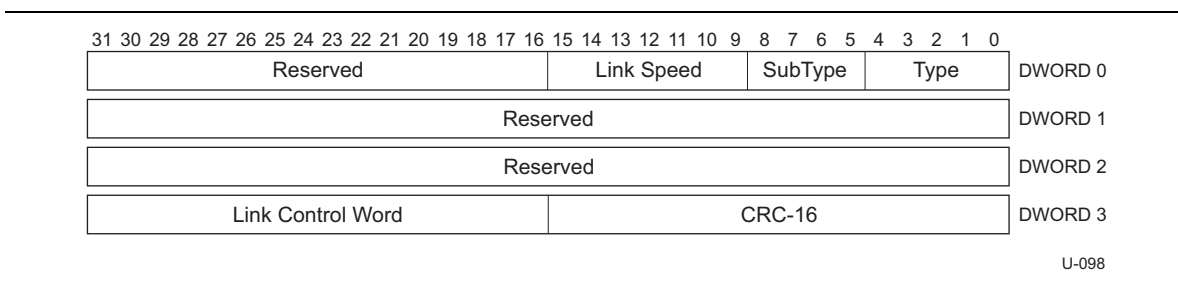 31 30 29 28 27 26 25 24 23 22 21 20 19 18 17 16 15 14 13 12 11 10 9 8 7 6 5 4 3 2 1 0
Reserved Link Speed SubType Type DWORD 0
Reserved DWORD 1
Reserved DWORD 2
Link Control Word CRC-16 DWORD 3
U-098